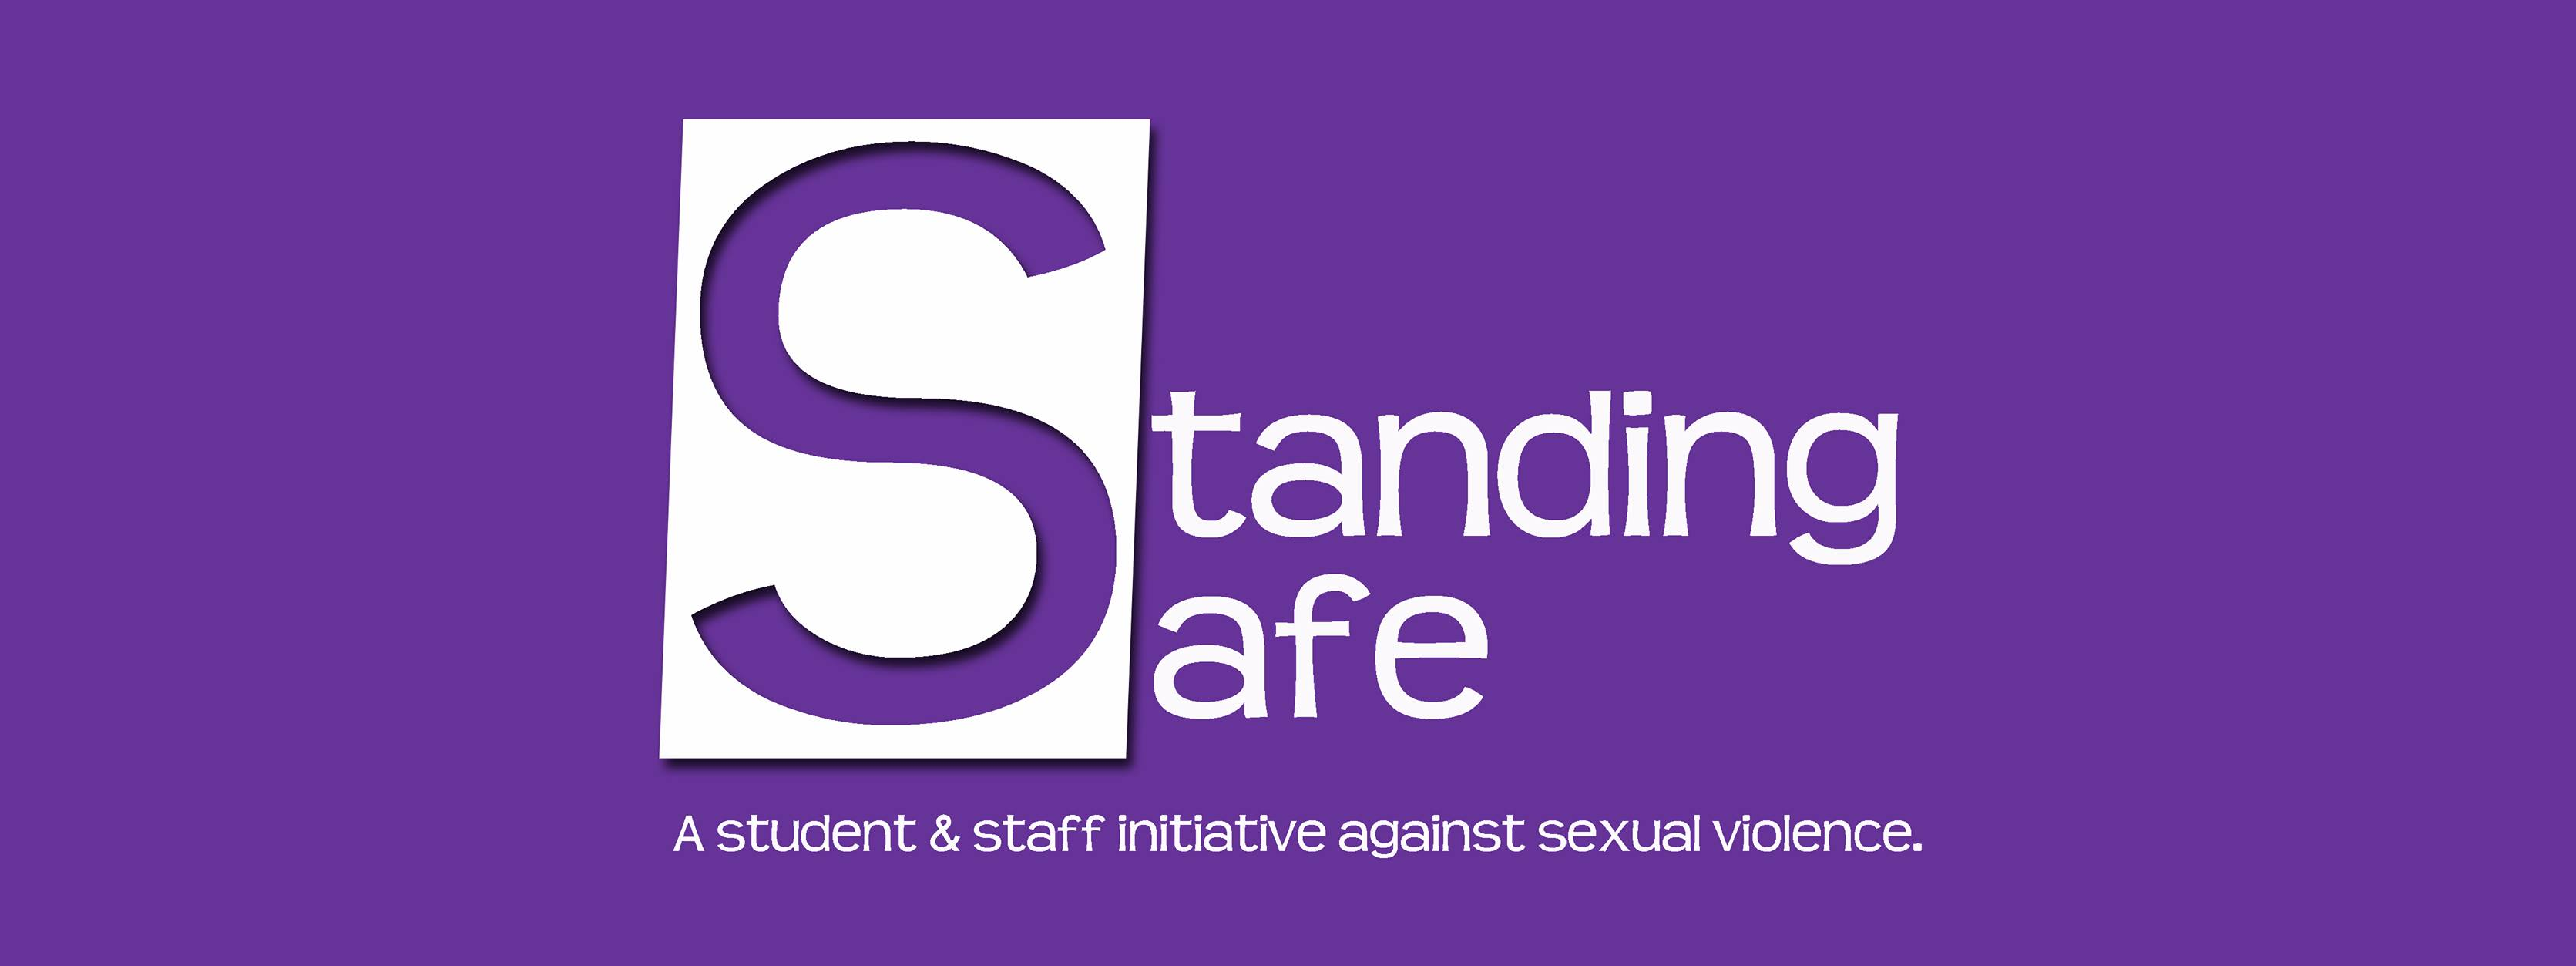 Standing
Safe
A student & staff initiative against sexual violence.